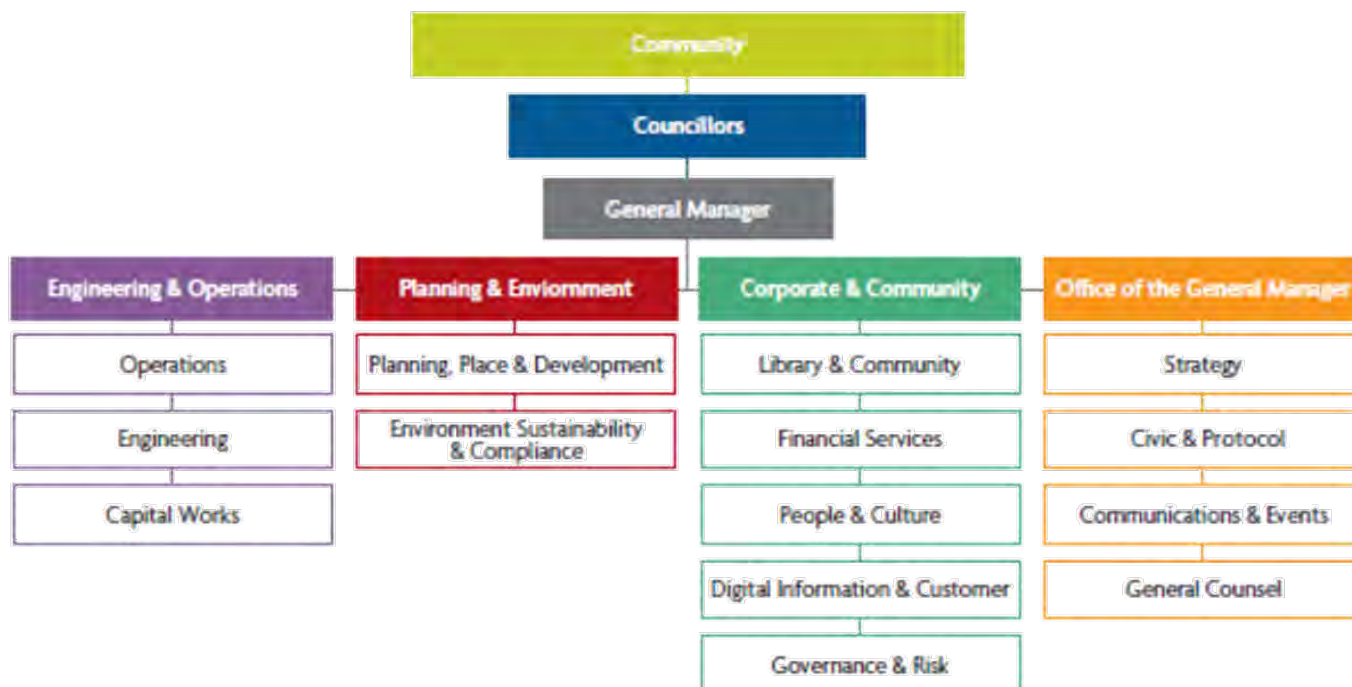 Community
Councillors
General Manager
Engineering & Operations
Operations
Engineering
Capital Works
Planning & Enviornment
Planning, Place & Development
Environment Sustainability
& Compliance
Corporate & Community
Library & Community
Financial Services
People & Culture
Digital Information & Customer
Governance & Risk
Office of the General Manager
Strategy
Civic & Protocol
Communications & Events
General Counsel